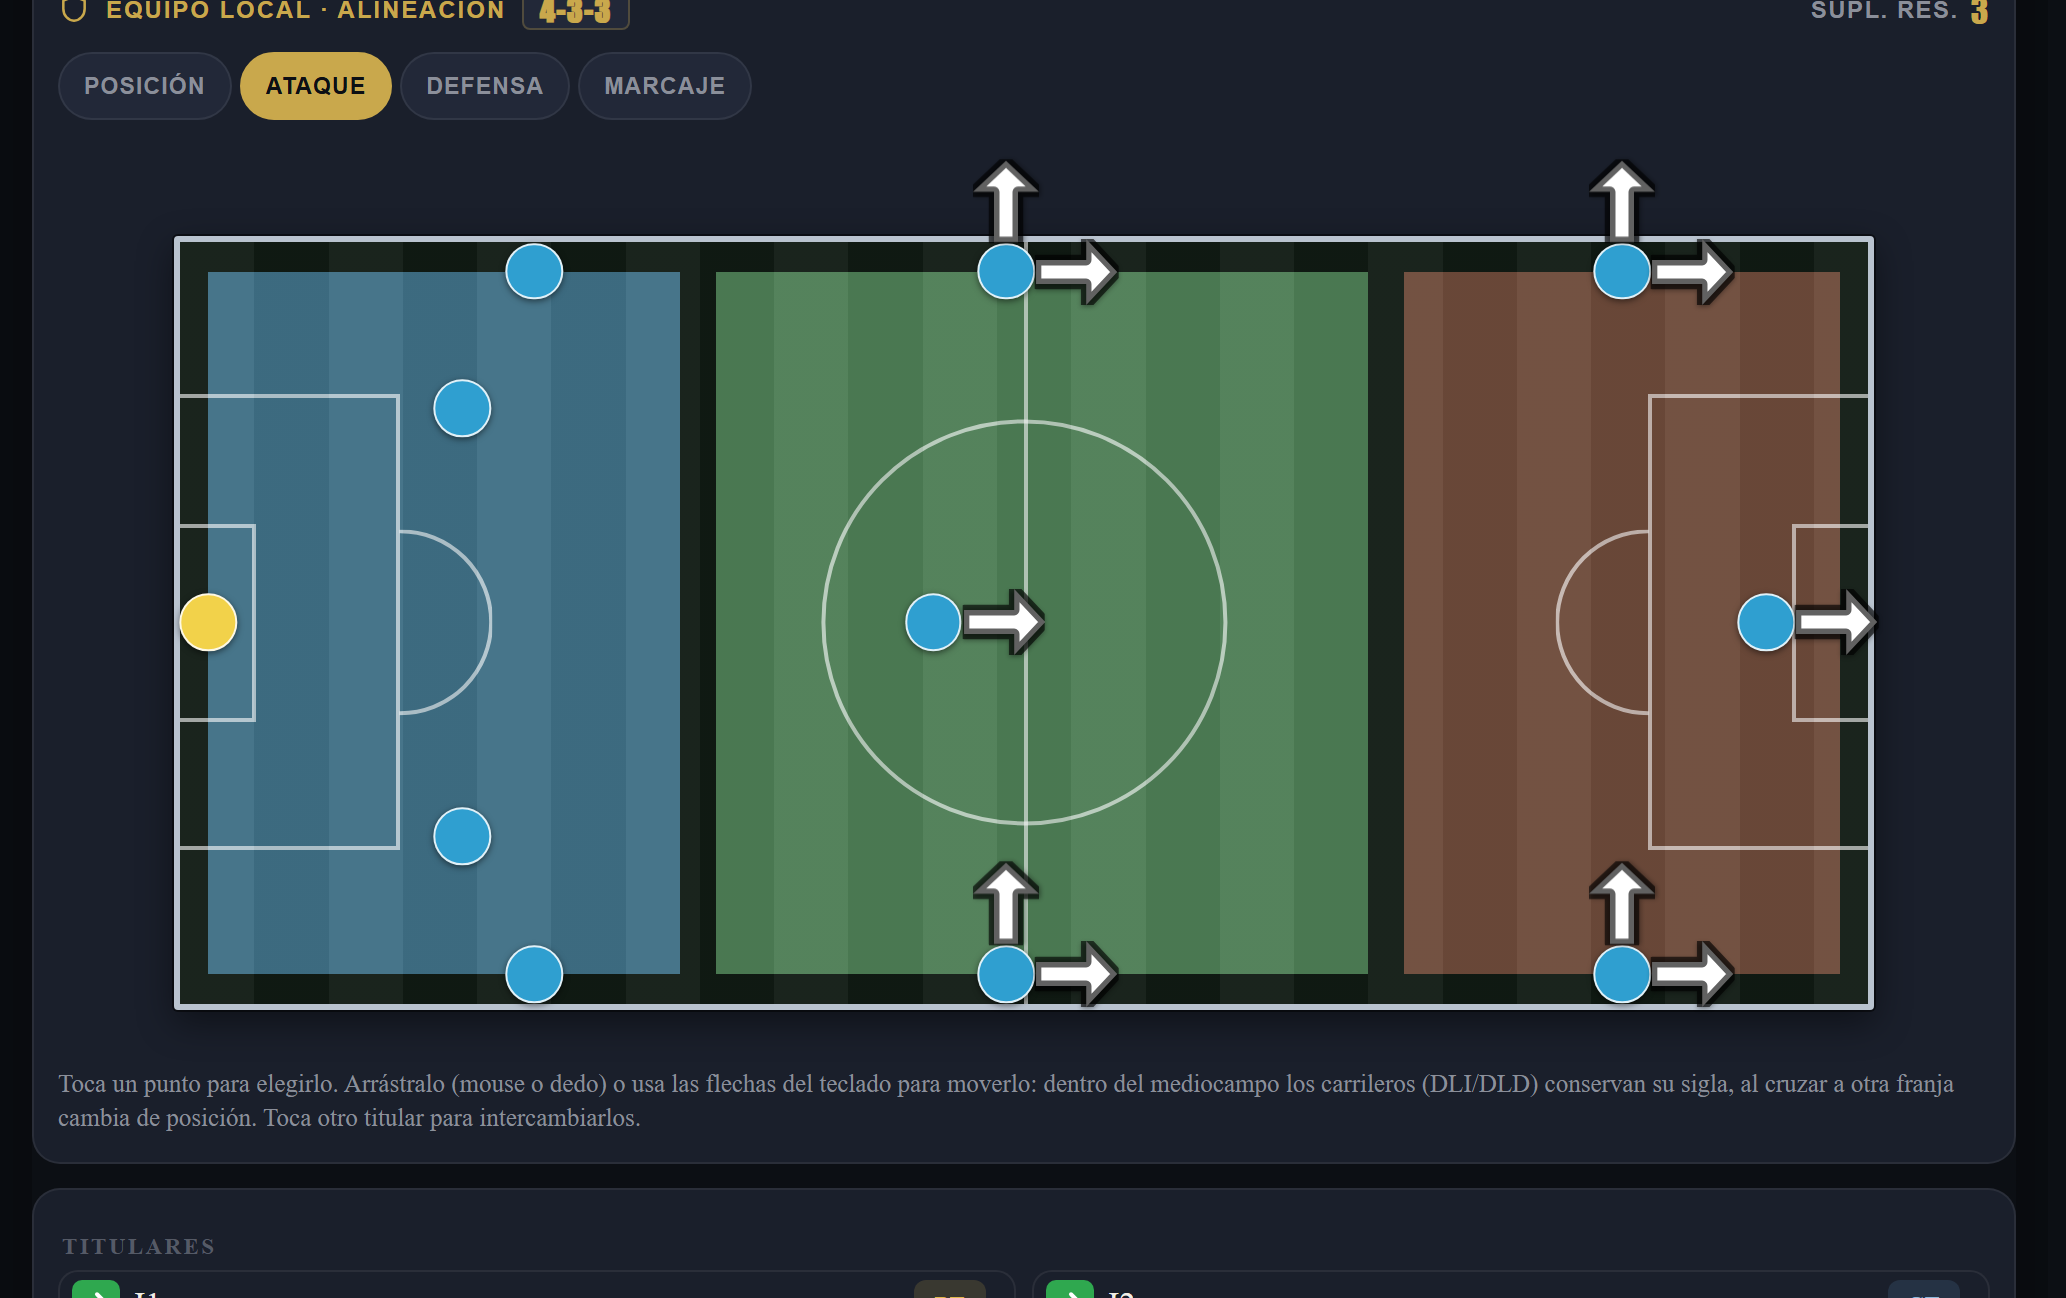 EQUIPO LOCAL · ALINEACIÓN 4-3-3 SUPL. RES. 3
POSIÓN ATAQUE DEFENSA MARCAJE
Toca un punto para elegirlo. Arrástralo (mouse o dedo) o usa las flechas del teclado para moverlo: dentro del mediocampo los carrileros (DLI/DLD) conservan su sigla, al cruzar a otra franja
cambia de posición. Toca otro titular para intercambiarlos.
TITULARES